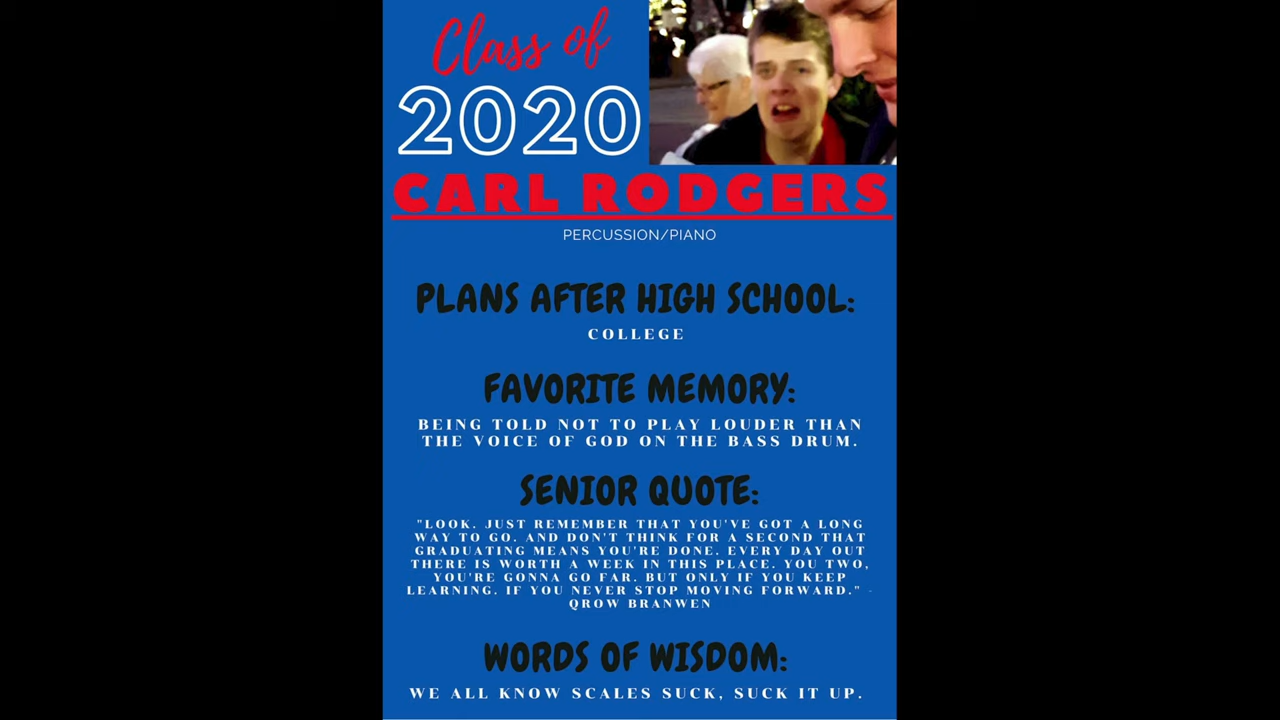 Class of
2020
CARL RODGERS
PERCUSSION/PIANO
PLANS AFTER HIGH SCHOOL:
COLLEGE
FAVORITE MEMORY:
BEING TOLD NOT TO PLAY LOUDER THAN
THE VOICE OF GOD ON THE BASS DRUM.
SENIOR QUOTE:
"LOOK. JUST REMEMBER THAT YOU'VE GOT A LONG
WAY TO GO. AND DON'T THINK FOR A SECOND THAT
GRADUATING MEANS YOU'RE DONE. EVERY DAY OUT
THERE IS WORTH A WEEK IN THIS PLACE. YOU TWO,
YOU'RE GONNA GO FAR. BUT ONLY IF YOU KEEP
LEARNING. IF YOU NEVER STOP MOVING FORWARD." -
QROW BRANWEN
WORDS OF WISDOM:
WE ALL KNOW SCALES SUCK, SUCK IT UP.